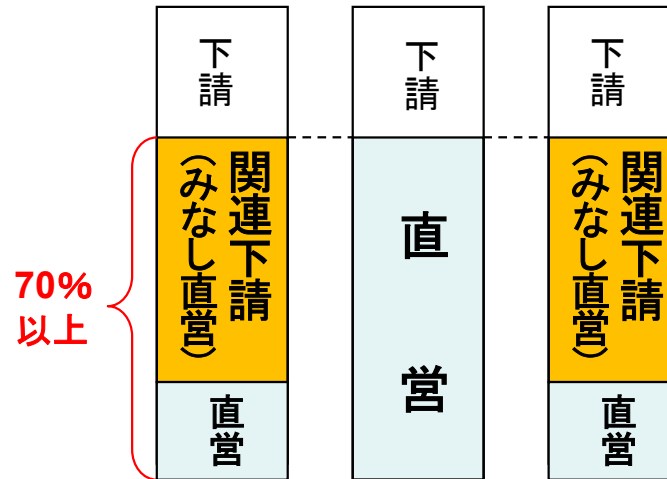 下請
関連下請
(みなし直営)
直営
70%
以上
下請
直営
下請
関連下請
(みなし直営)
直営